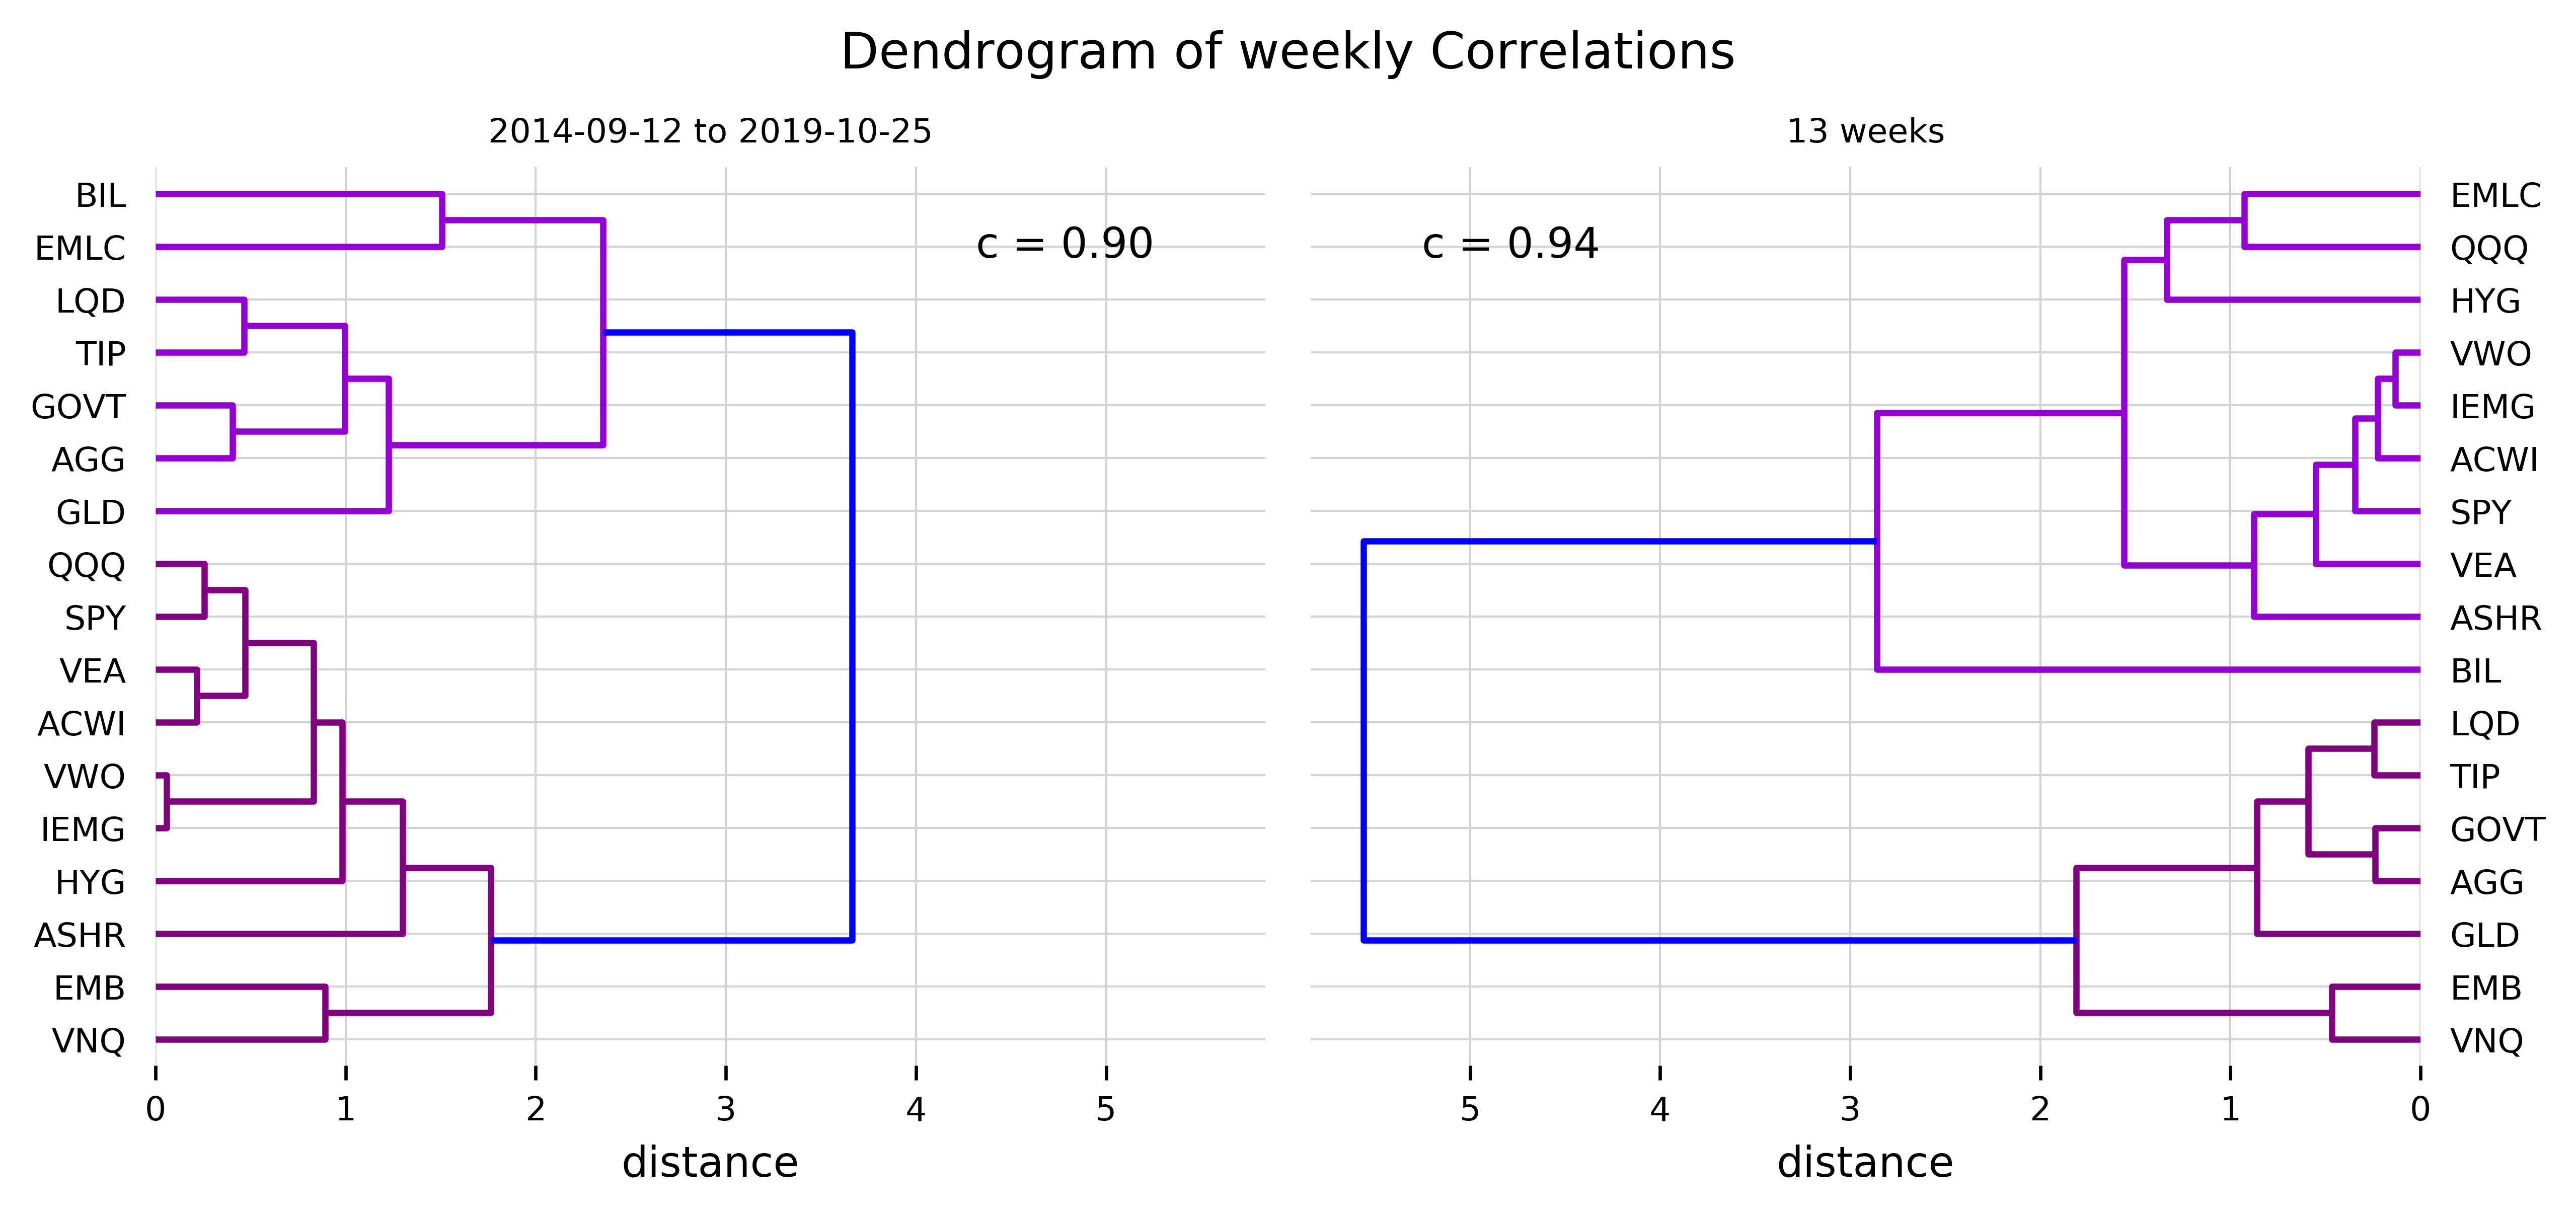 Dendrogram of weekly Correlations
2014-09-12 to 2019-10-25
BIL
EMLC
LQD
TIP
GOVT
AGG
GLD
QQQ
SPY
VEA
ACWI
VWO
IEMG
HYG
ASHR
EMB
VNQ
c = 0.90
0 1 2 3 4 5
distance
13 weeks
c = 0.94
EMLC
QQQ
HYG
VWO
IEMG
ACWI
SPY
VEA
ASHR
BIL
LQD
TIP
GOVT
AGG
GLD
EMB
VNQ
5 4 3 2 1 0
distance